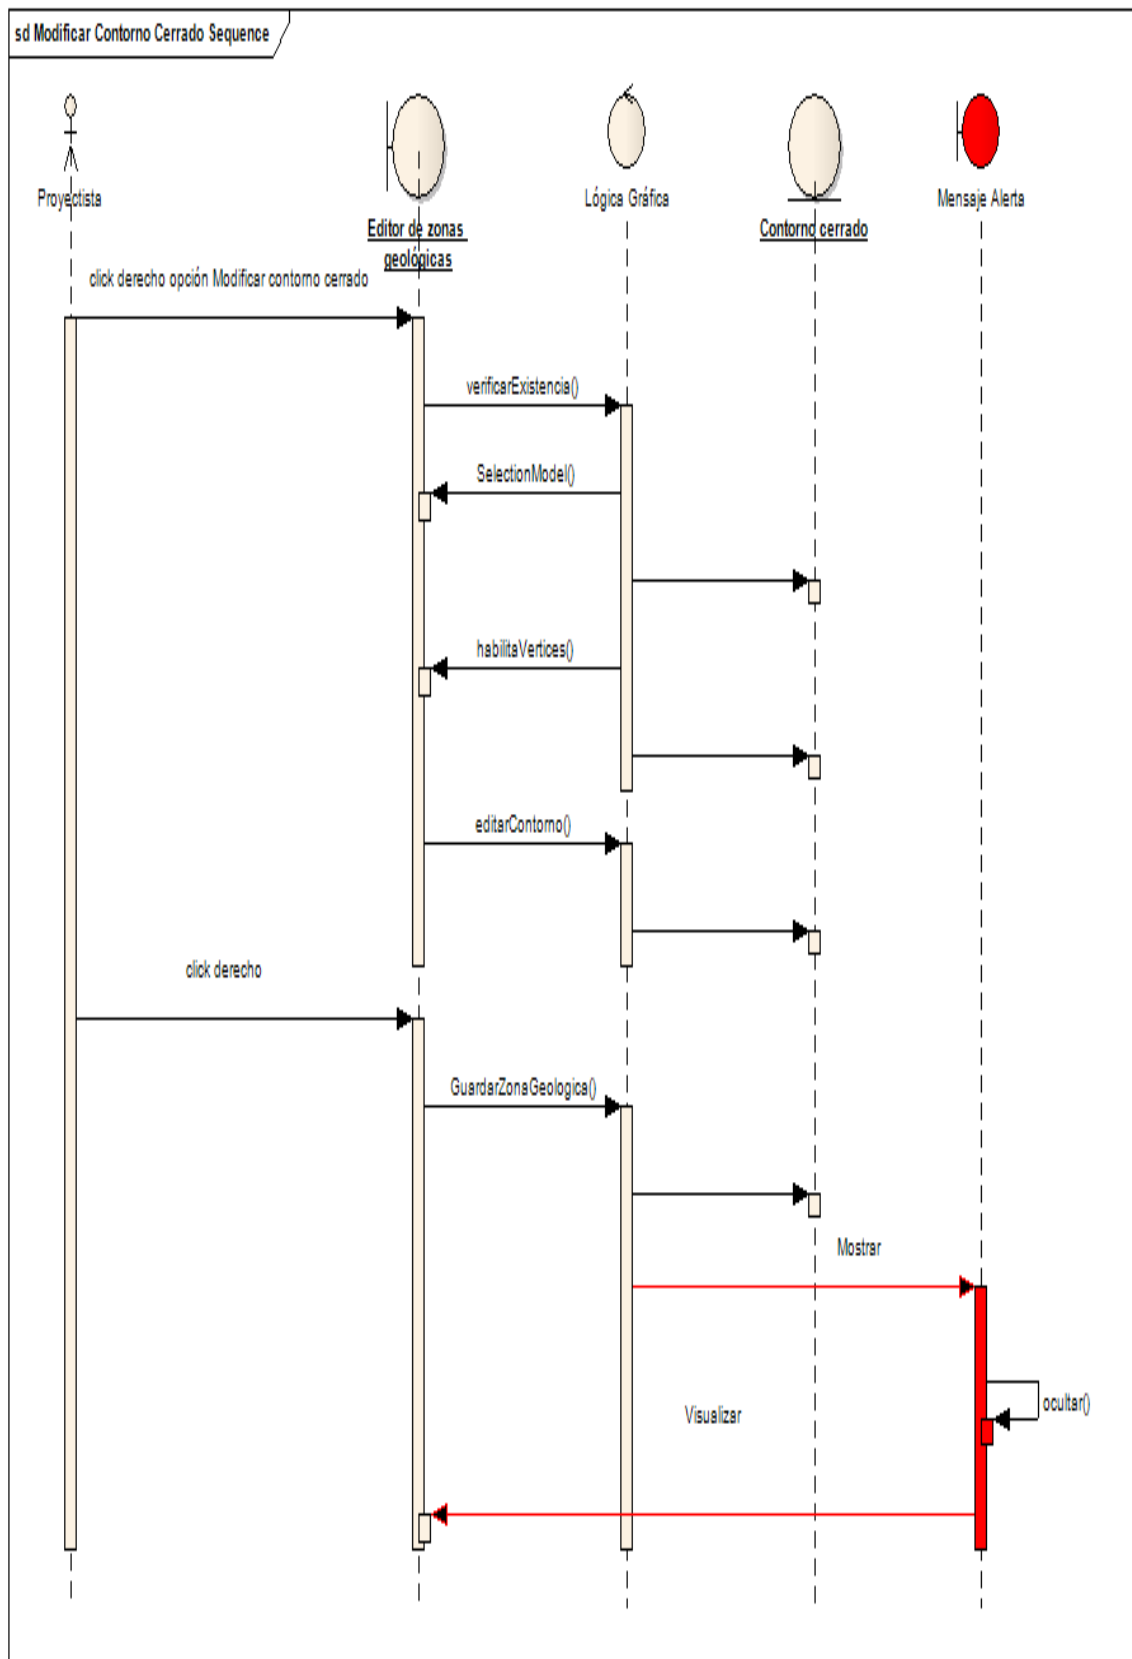 sd Modificar Contorno Cerrado Sequence
Proyectista
Editor de zonas
geológicas
Lógica Gráfica
Contorno cerrado
Mensaje Alerta
click derecho opción Modificar contorno cerrado
verificarExistencia()
SelectionModel()
habilitaVertices()
editarContorno()
click derecho
GuardarZonaGeologica()
Mostrar
ocultar()
Visualizar